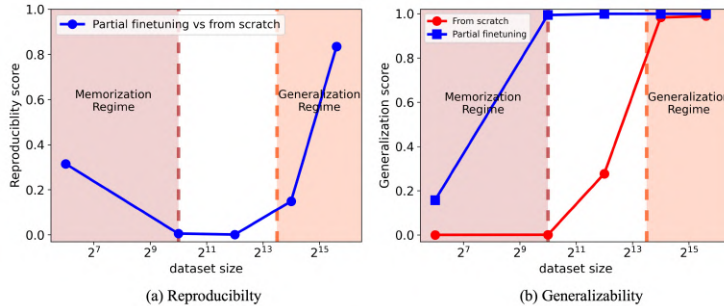 1.0
0.8
0.6
0.4
0.2
0.0
Reproduciblity score
Partial finetuning vs from scratch
Memorization
Regime
Generalization
Regime
2^7
2^9
2^11
2^13
2^15
dataset size
(a) Reproducibilty
1.0
0.8
0.6
0.4
0.2
0.0
Generalization score
From scratch
Partial finetuning
Memorization
Regime
Generalization
Regime
2^7
2^9
2^11
2^13
2^15
dataset size
(b) Generalizability